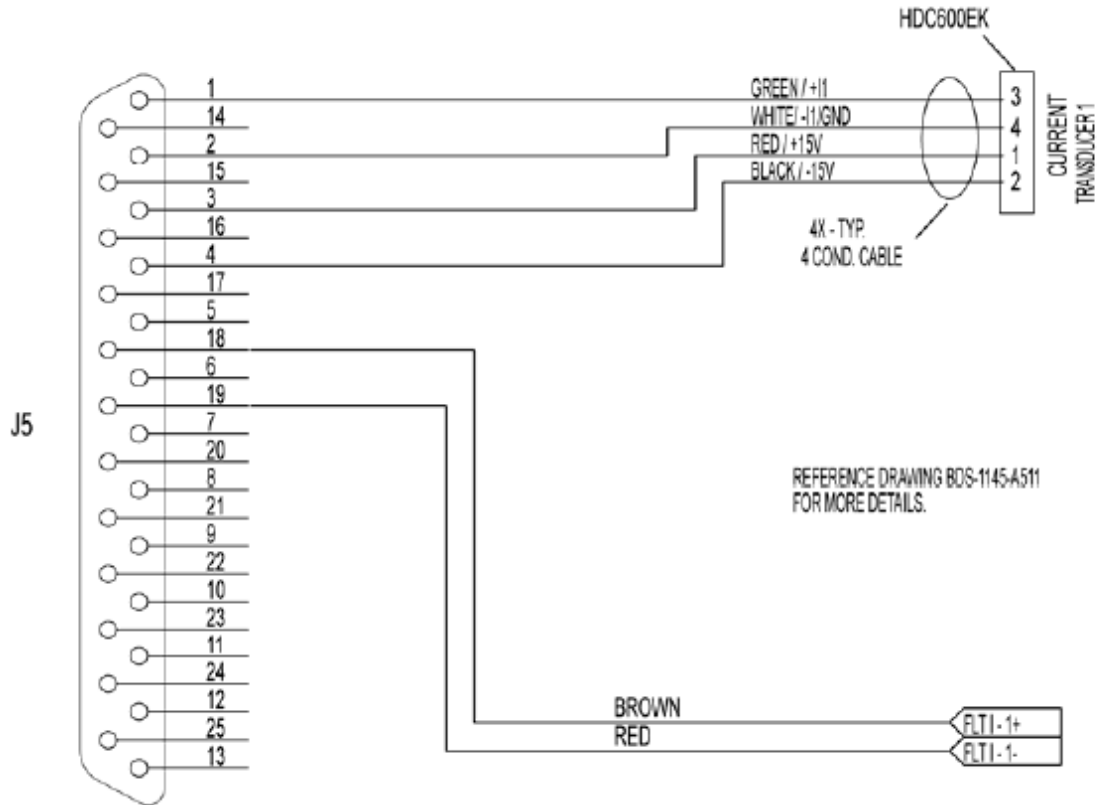 HDC600EK
1
GREEN / +I1
3
14
WHITE/ -I1/GND
4
2
RED / +15V
1
15
BLACK / -15V
2
CURRENT
TRANSDUCER 1
3
16
4X - TYP.
4 COND. CABLE
4
17
5
18
6
19
J5
7
20
8
21
REFERENCE DRAWING BDS-1145-A511
FOR MORE DETAILS.
9
22
10
23
11
24
12
BROWN
FLT I - 1+
25
RED
FLT I - 1-
13